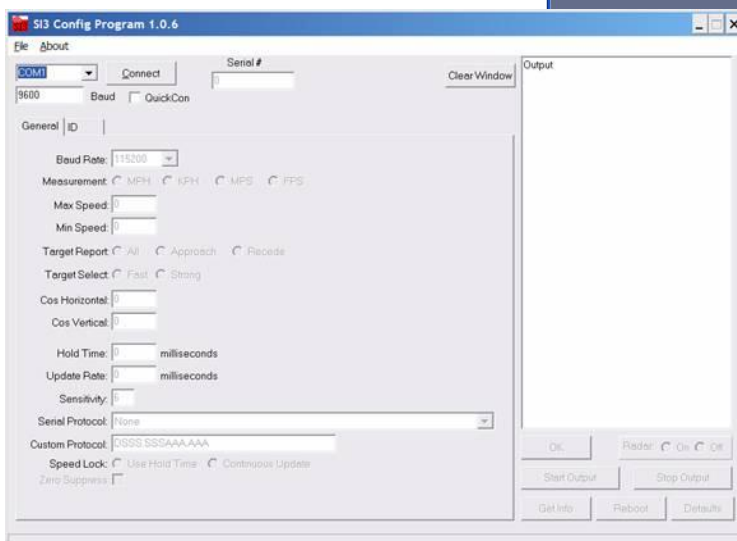 SI3 Config Program 1.0.6
File About
COM1 Connect Serial # 0 Clear Window
9600 Baud QuickCon
General ID
Baud Rate: 115200
Measurement: MPH KPH MPS FPS
Max Speed: 0
Min Speed: 0
Target Report: All Approach Recede
Target Select: Fast Strong
Cos Horizontal: 0
Cos Vertical: 0
Hold Time: 0 milliseconds
Update Rate: 0 milliseconds
Sensitivity: 6
Serial Protocol: None
Custom Protocol: DSSS.SSSAAA.AAA
Speed Lock: Use Hold Time Continuous Update
Zero Suppress:
Output
OK Radar: On Off
Start Output Stop Output
Get Info Reboot Defaults